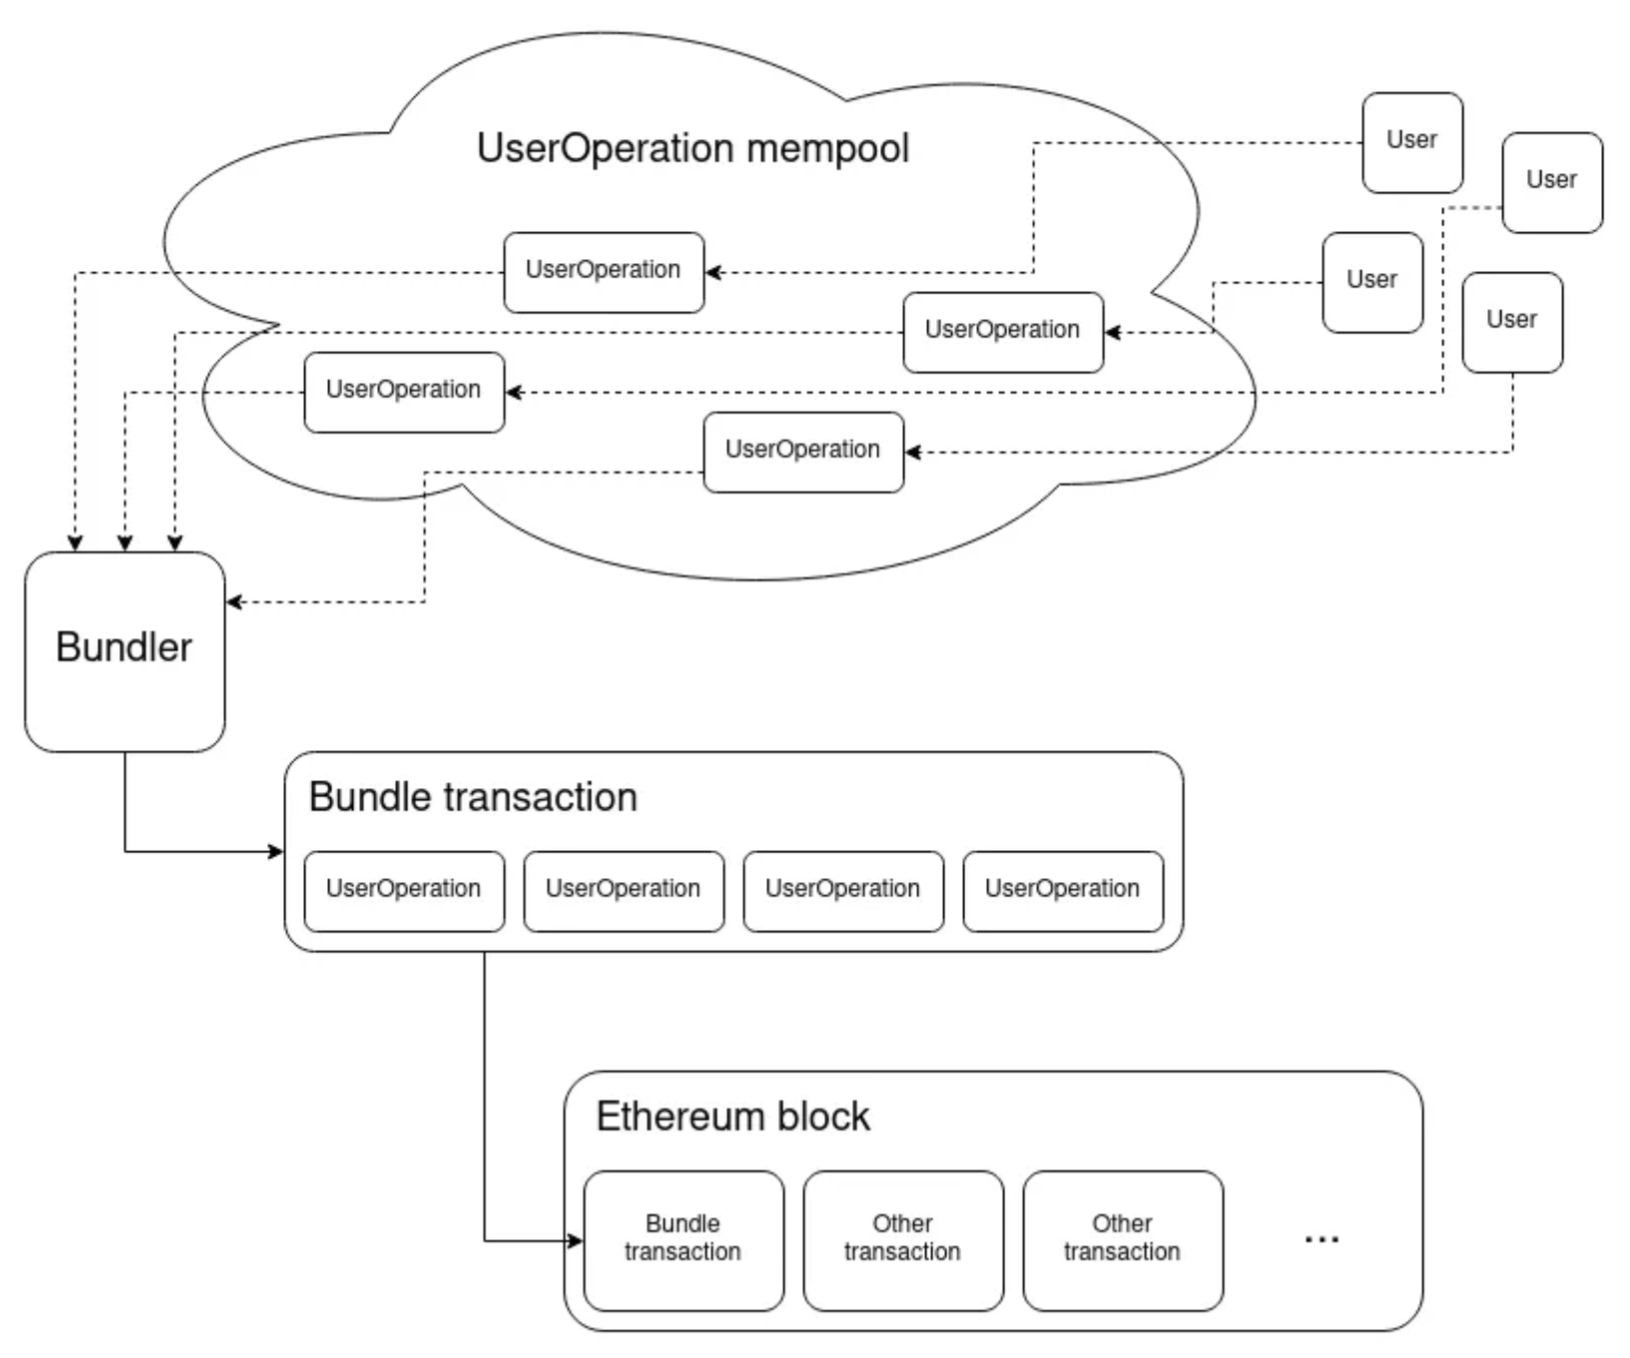 UserOperation mempool
User
User
UserOperation
User
UserOperation
User
UserOperation
UserOperation
Bundler
Bundle transaction
UserOperation
UserOperation
UserOperation
UserOperation
Ethereum block
Bundle
transaction
Other
transaction
Other
transaction
...